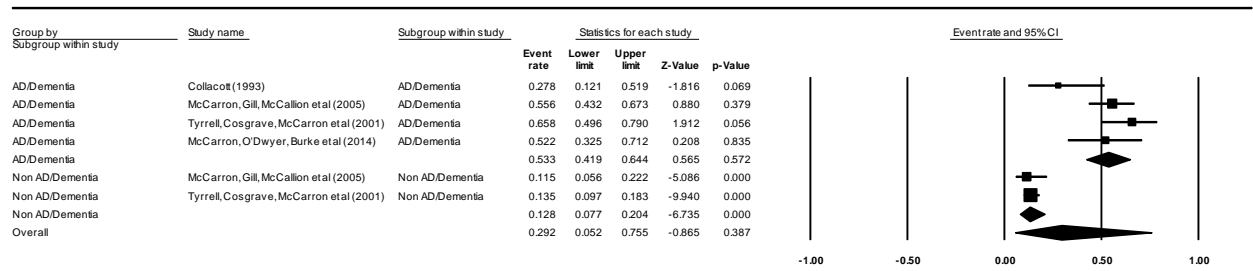 Group by Study name Subgroup within study Statistics for each study Event rate and 95% CI
Subgroup within study
Event Lower Upper
rate limit limit Z-Value p-Value
AD/Dementia Collacott (1993) AD/Dementia 0.278 0.121 0.519 -1.816 0.069
AD/Dementia McCarron, Gill, McCallion et al (2005) AD/Dementia 0.556 0.432 0.673 0.880 0.379
AD/Dementia Tyrrell, Cosgrave, McCarron et al (2001) AD/Dementia 0.658 0.496 0.790 1.912 0.056
AD/Dementia McCarron, O'Dwyer, Burke et al (2014) AD/Dementia 0.522 0.325 0.712 0.208 0.835
AD/Dementia 0.533 0.419 0.644 0.565 0.572
Non AD/Dementia McCarron, Gill, McCallion et al (2005) Non AD/Dementia 0.115 0.056 0.222 -5.086 0.000
Non AD/Dementia Tyrrell, Cosgrave, McCarron et al (2001) Non AD/Dementia 0.135 0.097 0.183 -9.940 0.000
Non AD/Dementia 0.128 0.077 0.204 -6.735 0.000
Overall 0.292 0.052 0.755 -0.865 0.387
-1.00 -0.50 0.00 0.50 1.00